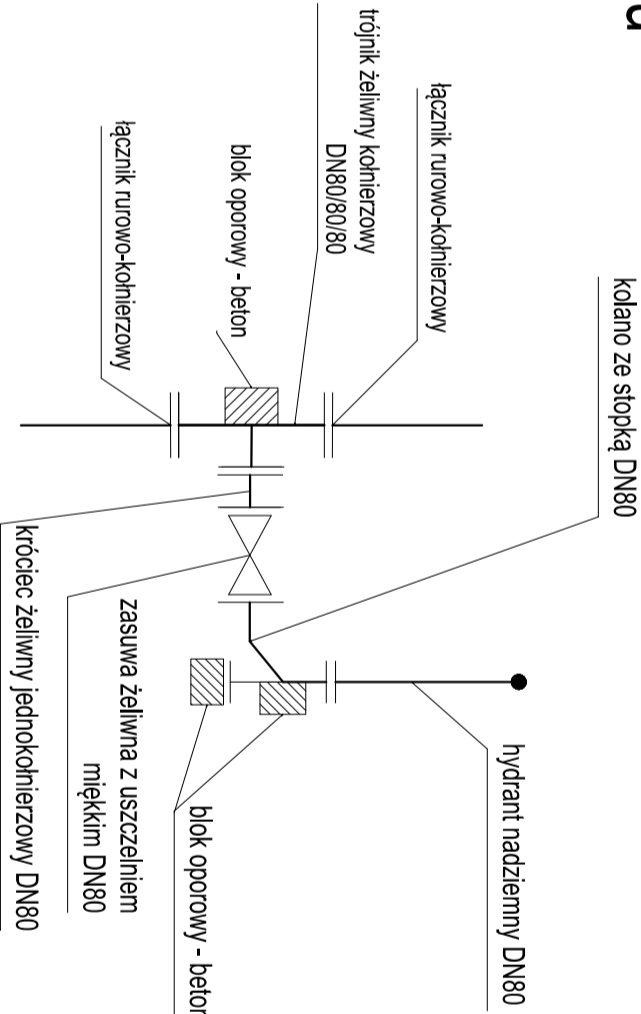 kolano ze stopką DN80
łącznik rurowo-kołnierzowy
trójnik żeliwny kołnierzowy
DN80/80/80
blok oporowy - beton
łącznik rurowo-kołnierzowy
hydrant nadziemny DN80
blok oporowy - beton
zasuwa żeliwna z uszczelniem
miękkim DN80
króciec żeliwny jednokołnierzowy DN80